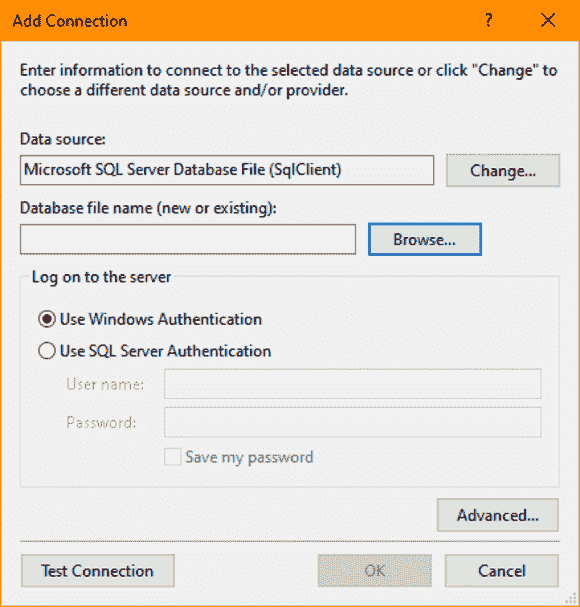 Add Connection
?
Enter information to connect to the selected data source or click "Change" to
choose a different data source and/or provider.
Data source:
Microsoft SQL Server Database File (SqlClient)
Change...
Database file name (new or existing):
Browse...
Log on to the server
Use Windows Authentication
Use SQL Server Authentication
User name:
Password:
Save my password
Advanced...
Test Connection
OK
Cancel